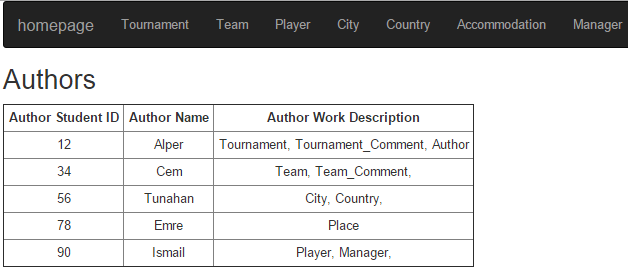 homepage Tournament Team Player City Country Accommodation Manager
Authors
Author Student ID Author Name Author Work Description
12 Alper Tournament, Tournament_Comment, Author
34 Cem Team, Team_Comment,
56 Tunahan City, Country,
78 Emre Place
90 Ismail Player, Manager,